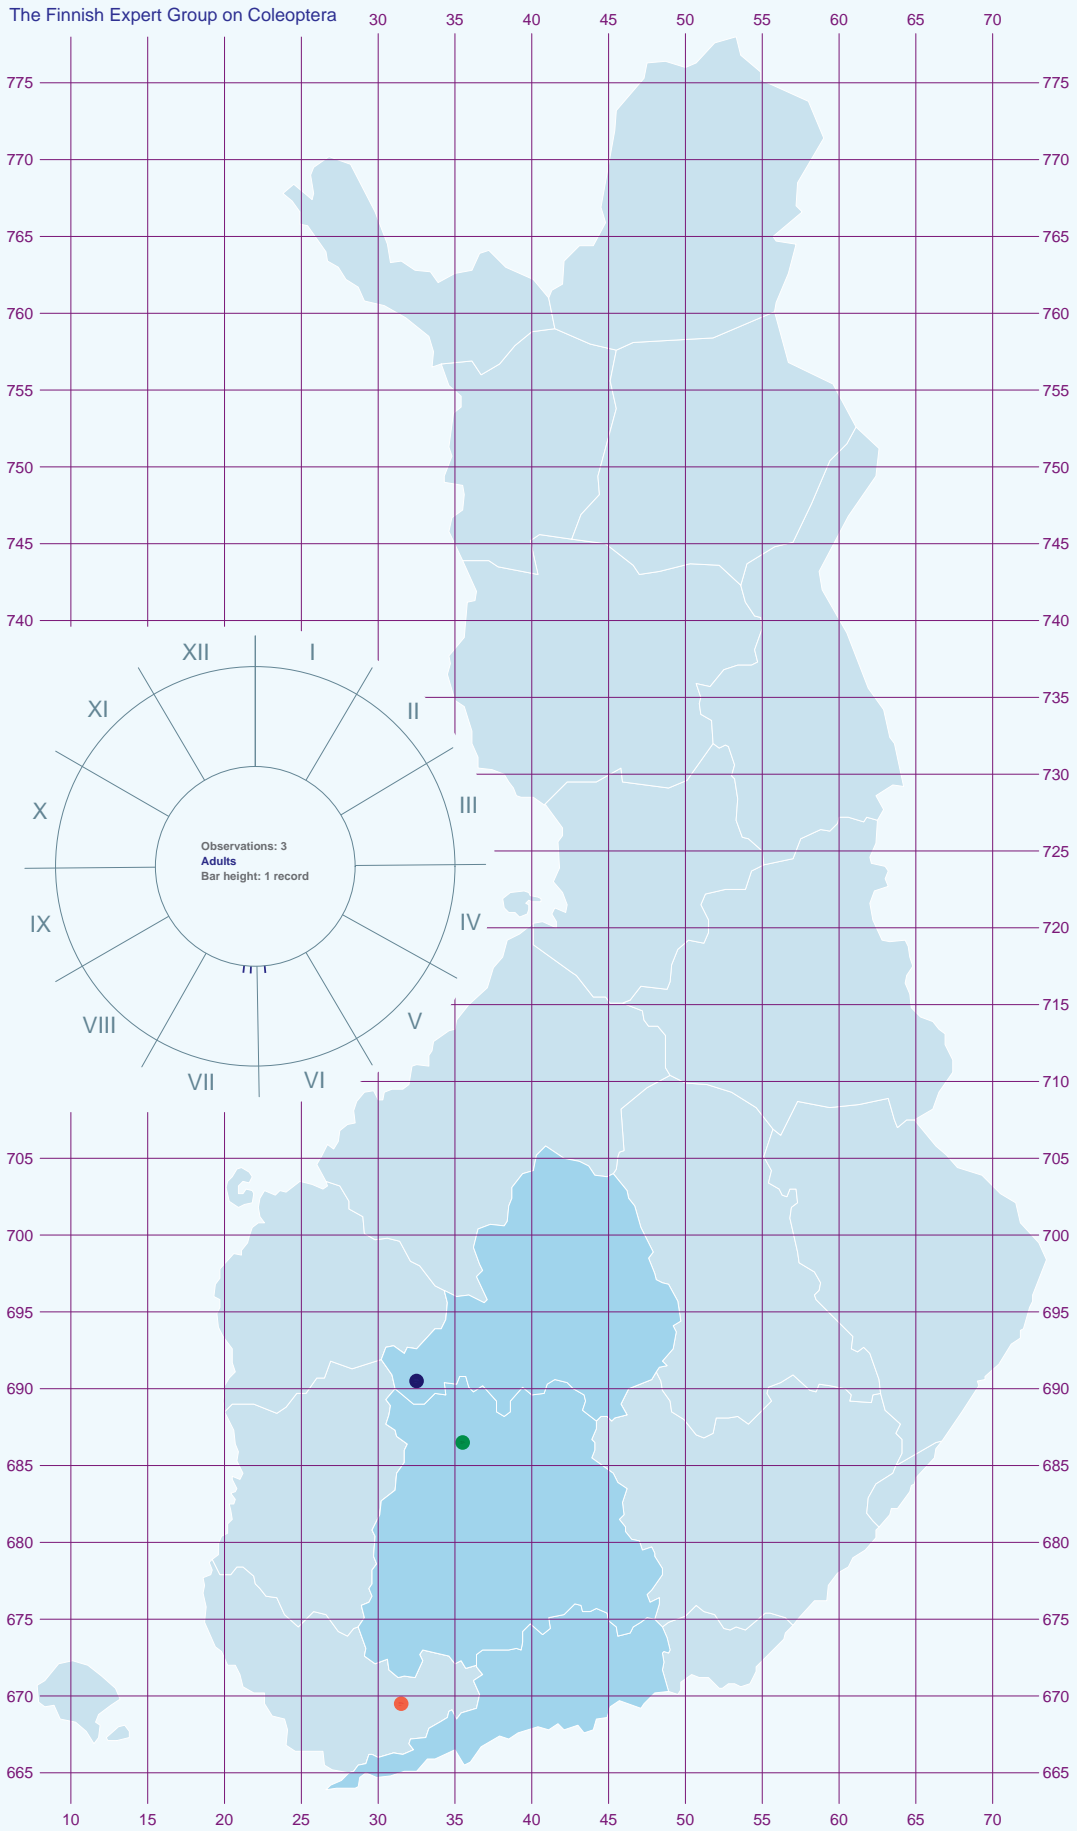 The Finnish Expert Group on Coleoptera 30 35 40 45 50 55 60 65 70
775 775
770 770
765 765
760 760
755 755
750 750
745 745
740 740
XII I
XI II
735
730
X III
Observations: 3
Adults
Bar height: 1 record
725
IX IV
720
VIII V
715
VII VI
710
705 705
700 700
695 695
690 690
685 685
680 680
675 675
670 670
665 665
10 15 20 25 30 35 40 45 50 55 60 65 70